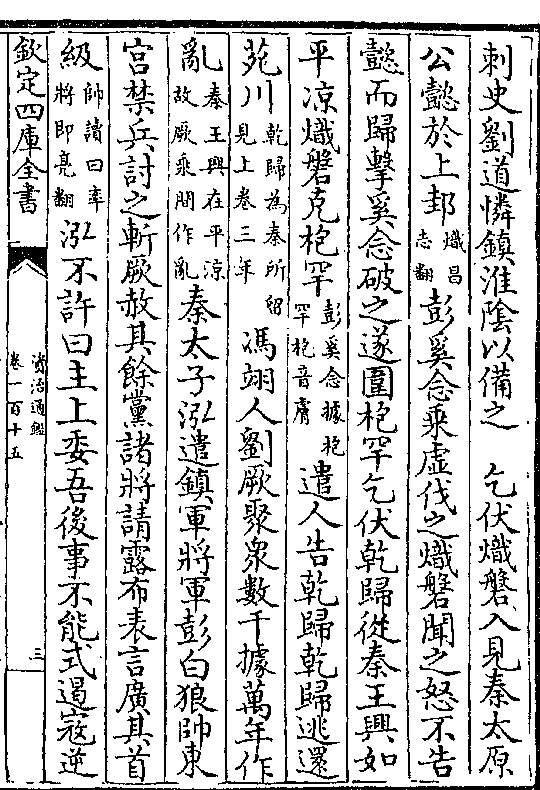 刺史劉道憐鎮淮隂以備之　乞伏熾磐入見秦太原
公懿於上邽熾昌志翻彭奚念乘虚伐之熾磐聞之怒不告
懿而歸擊奚念破之遂圍枹罕乞伏乾歸從秦王興如
平凉熾磐克枹罕彭奚念據枹罕枹音膚遣人告乾歸乾歸逃還
苑川乾歸為秦所留見上卷三年馮翊人劉厥聚衆數千據萬年作
亂秦王興在平凉故厥乘間作亂秦太子泓遣鎮軍將軍彭白狼帥東
宫禁兵討之斬厥赦其餘黨諸將請露布表言廣其首
級帥讀曰率將即亮翻泓不許曰主上委吾後事不能式遏寇逆
欽定四庫全書
資治通鑑
卷一百十五
三